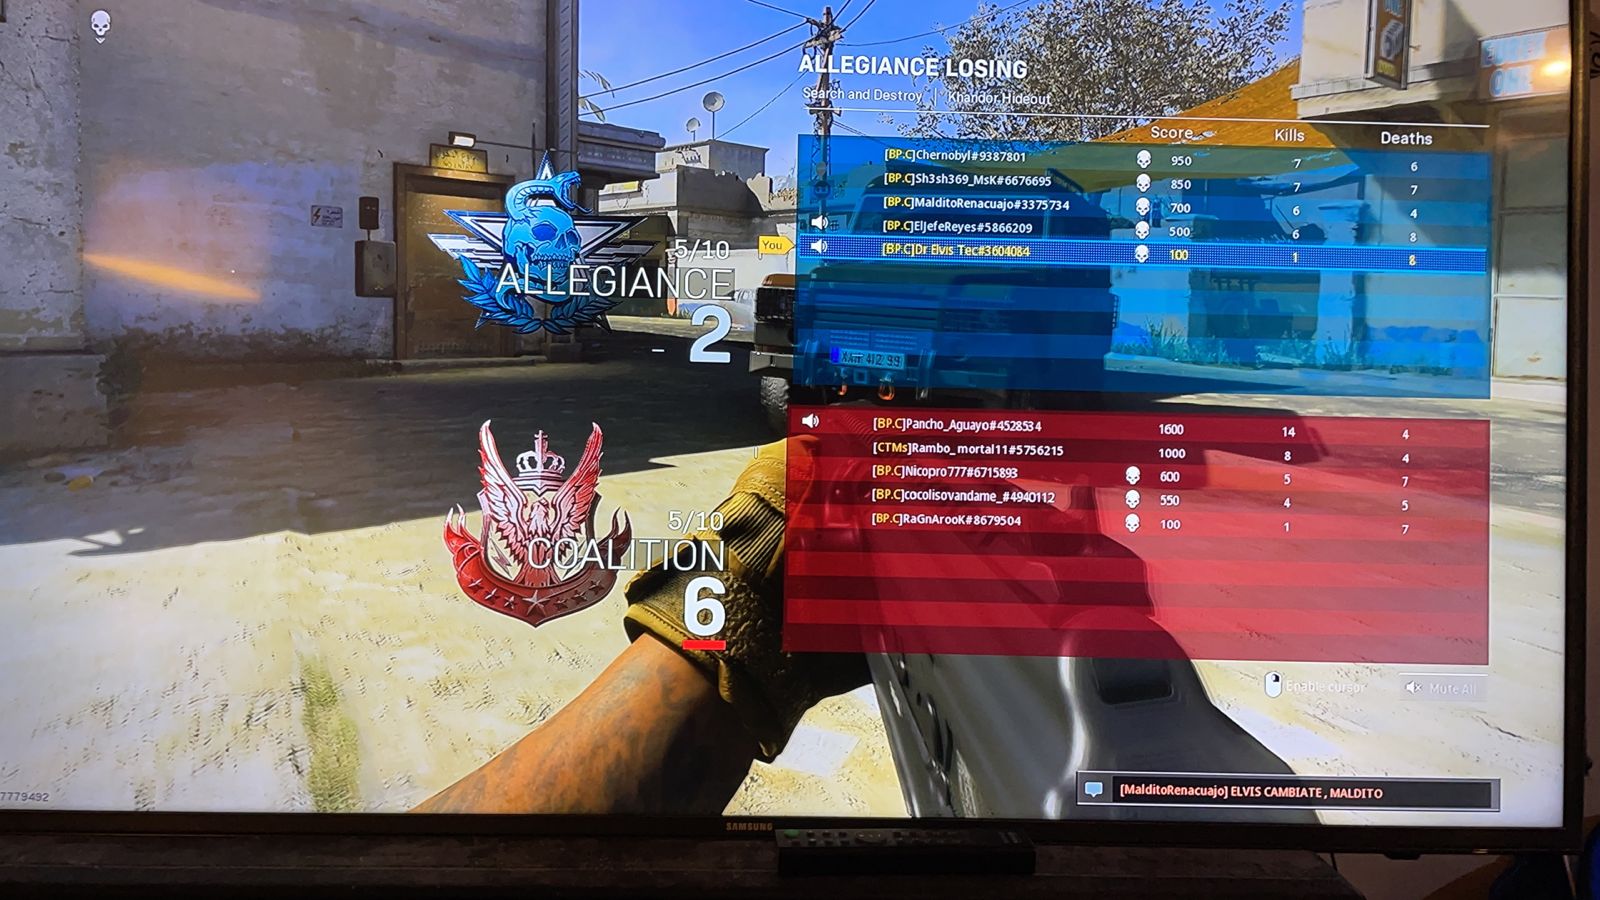 ALLEGIANCE LOSING
Search and Destroy | Khandor Hideout
Score Kills Deaths
[BP.C]Chernobyl#9387801 950 7 6
[BP.C]Sh3sh369_MsK#6676695 850 7 7
[BP.C]MalditoRenacuajo#3375734 700 6 4
[BP.C]ElJefeReyes#5866209 500 6 8
You [BP.C]Dr Elvis Tec#3604084 100 1 8
5/10
ALLEGIANCE
2
[BP.C]Pancho_Aguayo#4528534 1600 14 4
[CTMs]Rambo_mortal11#5756215 1000 8 4
[BP.C]Nicopro777#6715893 600 5 7
[BP.C]cocolisovandame_#4940112 550 4 5
[BP.C]RaGnArooK#8679504 100 1 7
5/10
COALITION
6
Enable cursor Mute All
[MalditoRenacuajo] ELVIS CAMBIATE , MALDITO
7779492
SAMSUNG